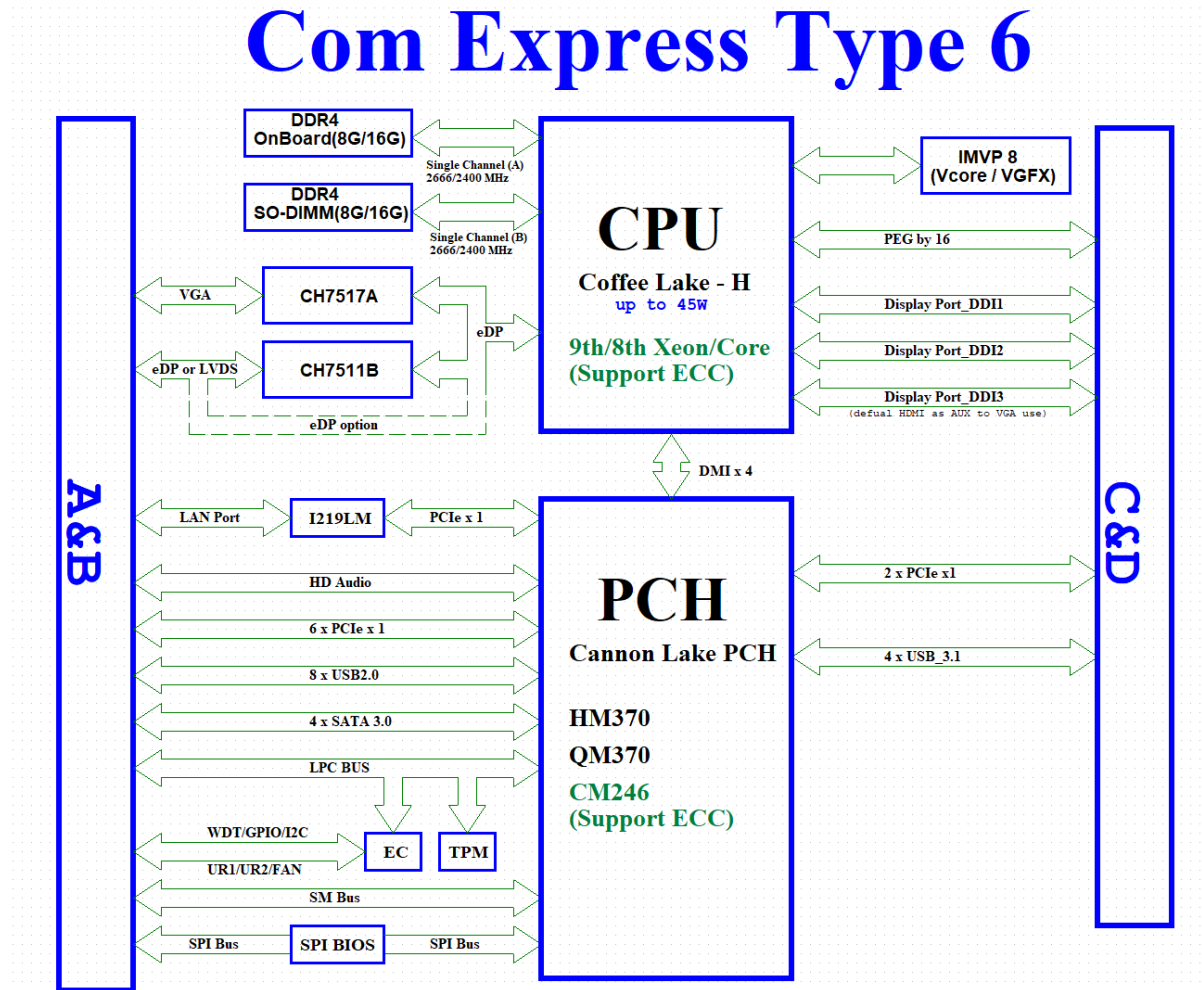 Com Express Type 6
DDR4
OnBoard(8G/16G)
Single Channel (A)
2666/2400 MHz
DDR4
SO-DIMM(8G/16G)
Single Channel (B)
2666/2400 MHz
CPU
Coffee Lake - H
up to 45W
9th/8th Xeon/Core
(Support ECC)
IMVP 8
(Vcore / VGFX)
PEG by 16
Display Port_DDI1
Display Port_DDI2
Display Port_DDI3
(defual HDMI as AUX to VGA use)
VGA
CH7517A
eDP
eDP or LVDS
CH7511B
eDP option
DMI x 4
A&B
C&D
LAN Port
I219LM
PCIe x 1
HD Audio
6 x PCIe x 1
8 x USB2.0
4 x SATA 3.0
LPC BUS
WDT/GPIO/I2C
UR1/UR2/FAN
EC
TPM
SM Bus
SPI Bus
SPI BIOS
SPI Bus
PCH
Cannon Lake PCH
HM370
QM370
CM246
(Support ECC)
2 x PCIe x1
4 x USB_3.1